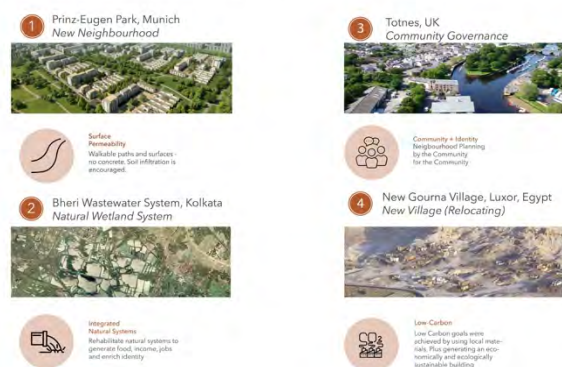 1
Prinz-Eugen Park, Munich
New Neighbourhood
Surface
Permeability
Walkable paths and surfaces -
no concrete. Soil infiltration is
encouraged.
2
Bheri Wastewater System, Kolkata
Natural Wetland System
Integrated
Natural Systems
Rehabilitate natural systems to
generate food, income, jobs
and enrich identity
3
Totnes, UK
Community Governance
Community + Identity
Neigbourhood Planning
by the Community
for the Community
4
New Gourna Village, Luxor, Egypt
New Village (Relocating)
Low-Carbon
Low Carbon goals were
achieved by using local mate-
rials. Plus generating an eco-
nomically and ecologically
sustainable building